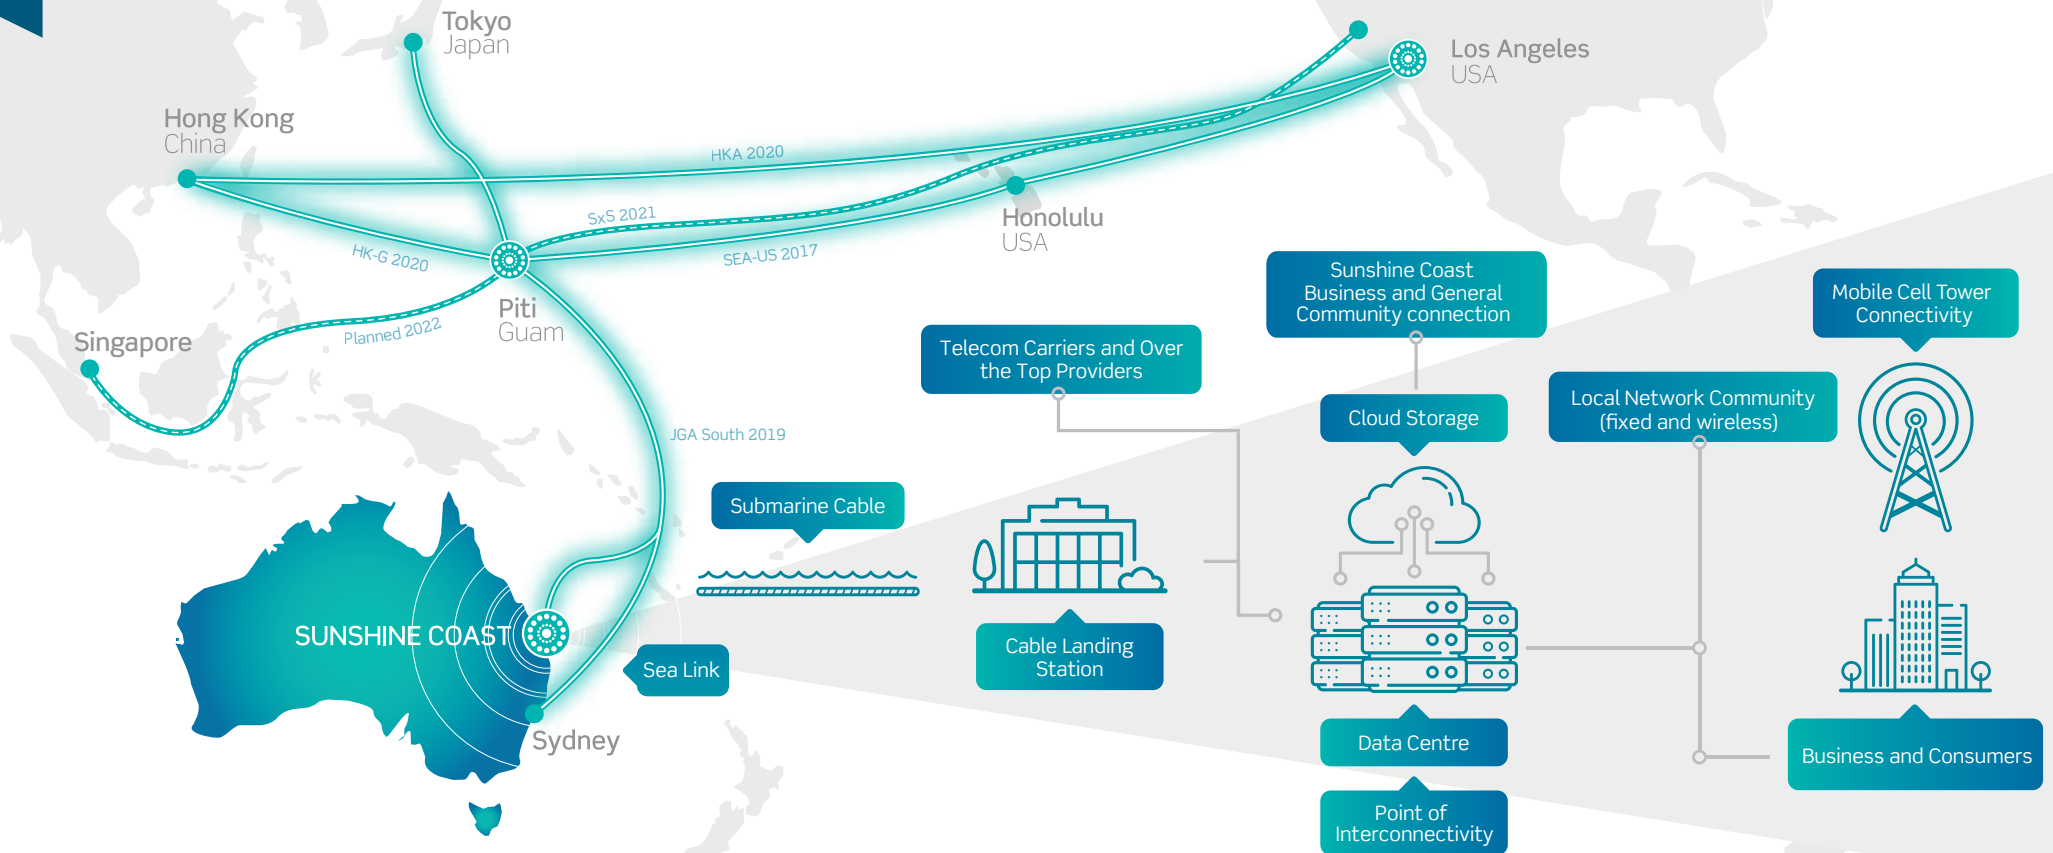 Tokyo
Japan
Los Angeles
USA
Hong Kong
China
HKA 2020
SxS 2021
Honolulu
USA
HK-G 2020
SEA-US 2017
Piti
Guam
Singapore
Planned 2022
JGA South 2019
SUNSHINE COAST
Sydney
Sea Link
Submarine Cable
Cable Landing
Station
Telecom Carriers and Over
the Top Providers
Sunshine Coast
Business and General
Community connection
Cloud Storage
Data Centre
Point of
Interconnectivity
Local Network Community
(fixed and wireless)
Mobile Cell Tower
Connectivity
Business and Consumers